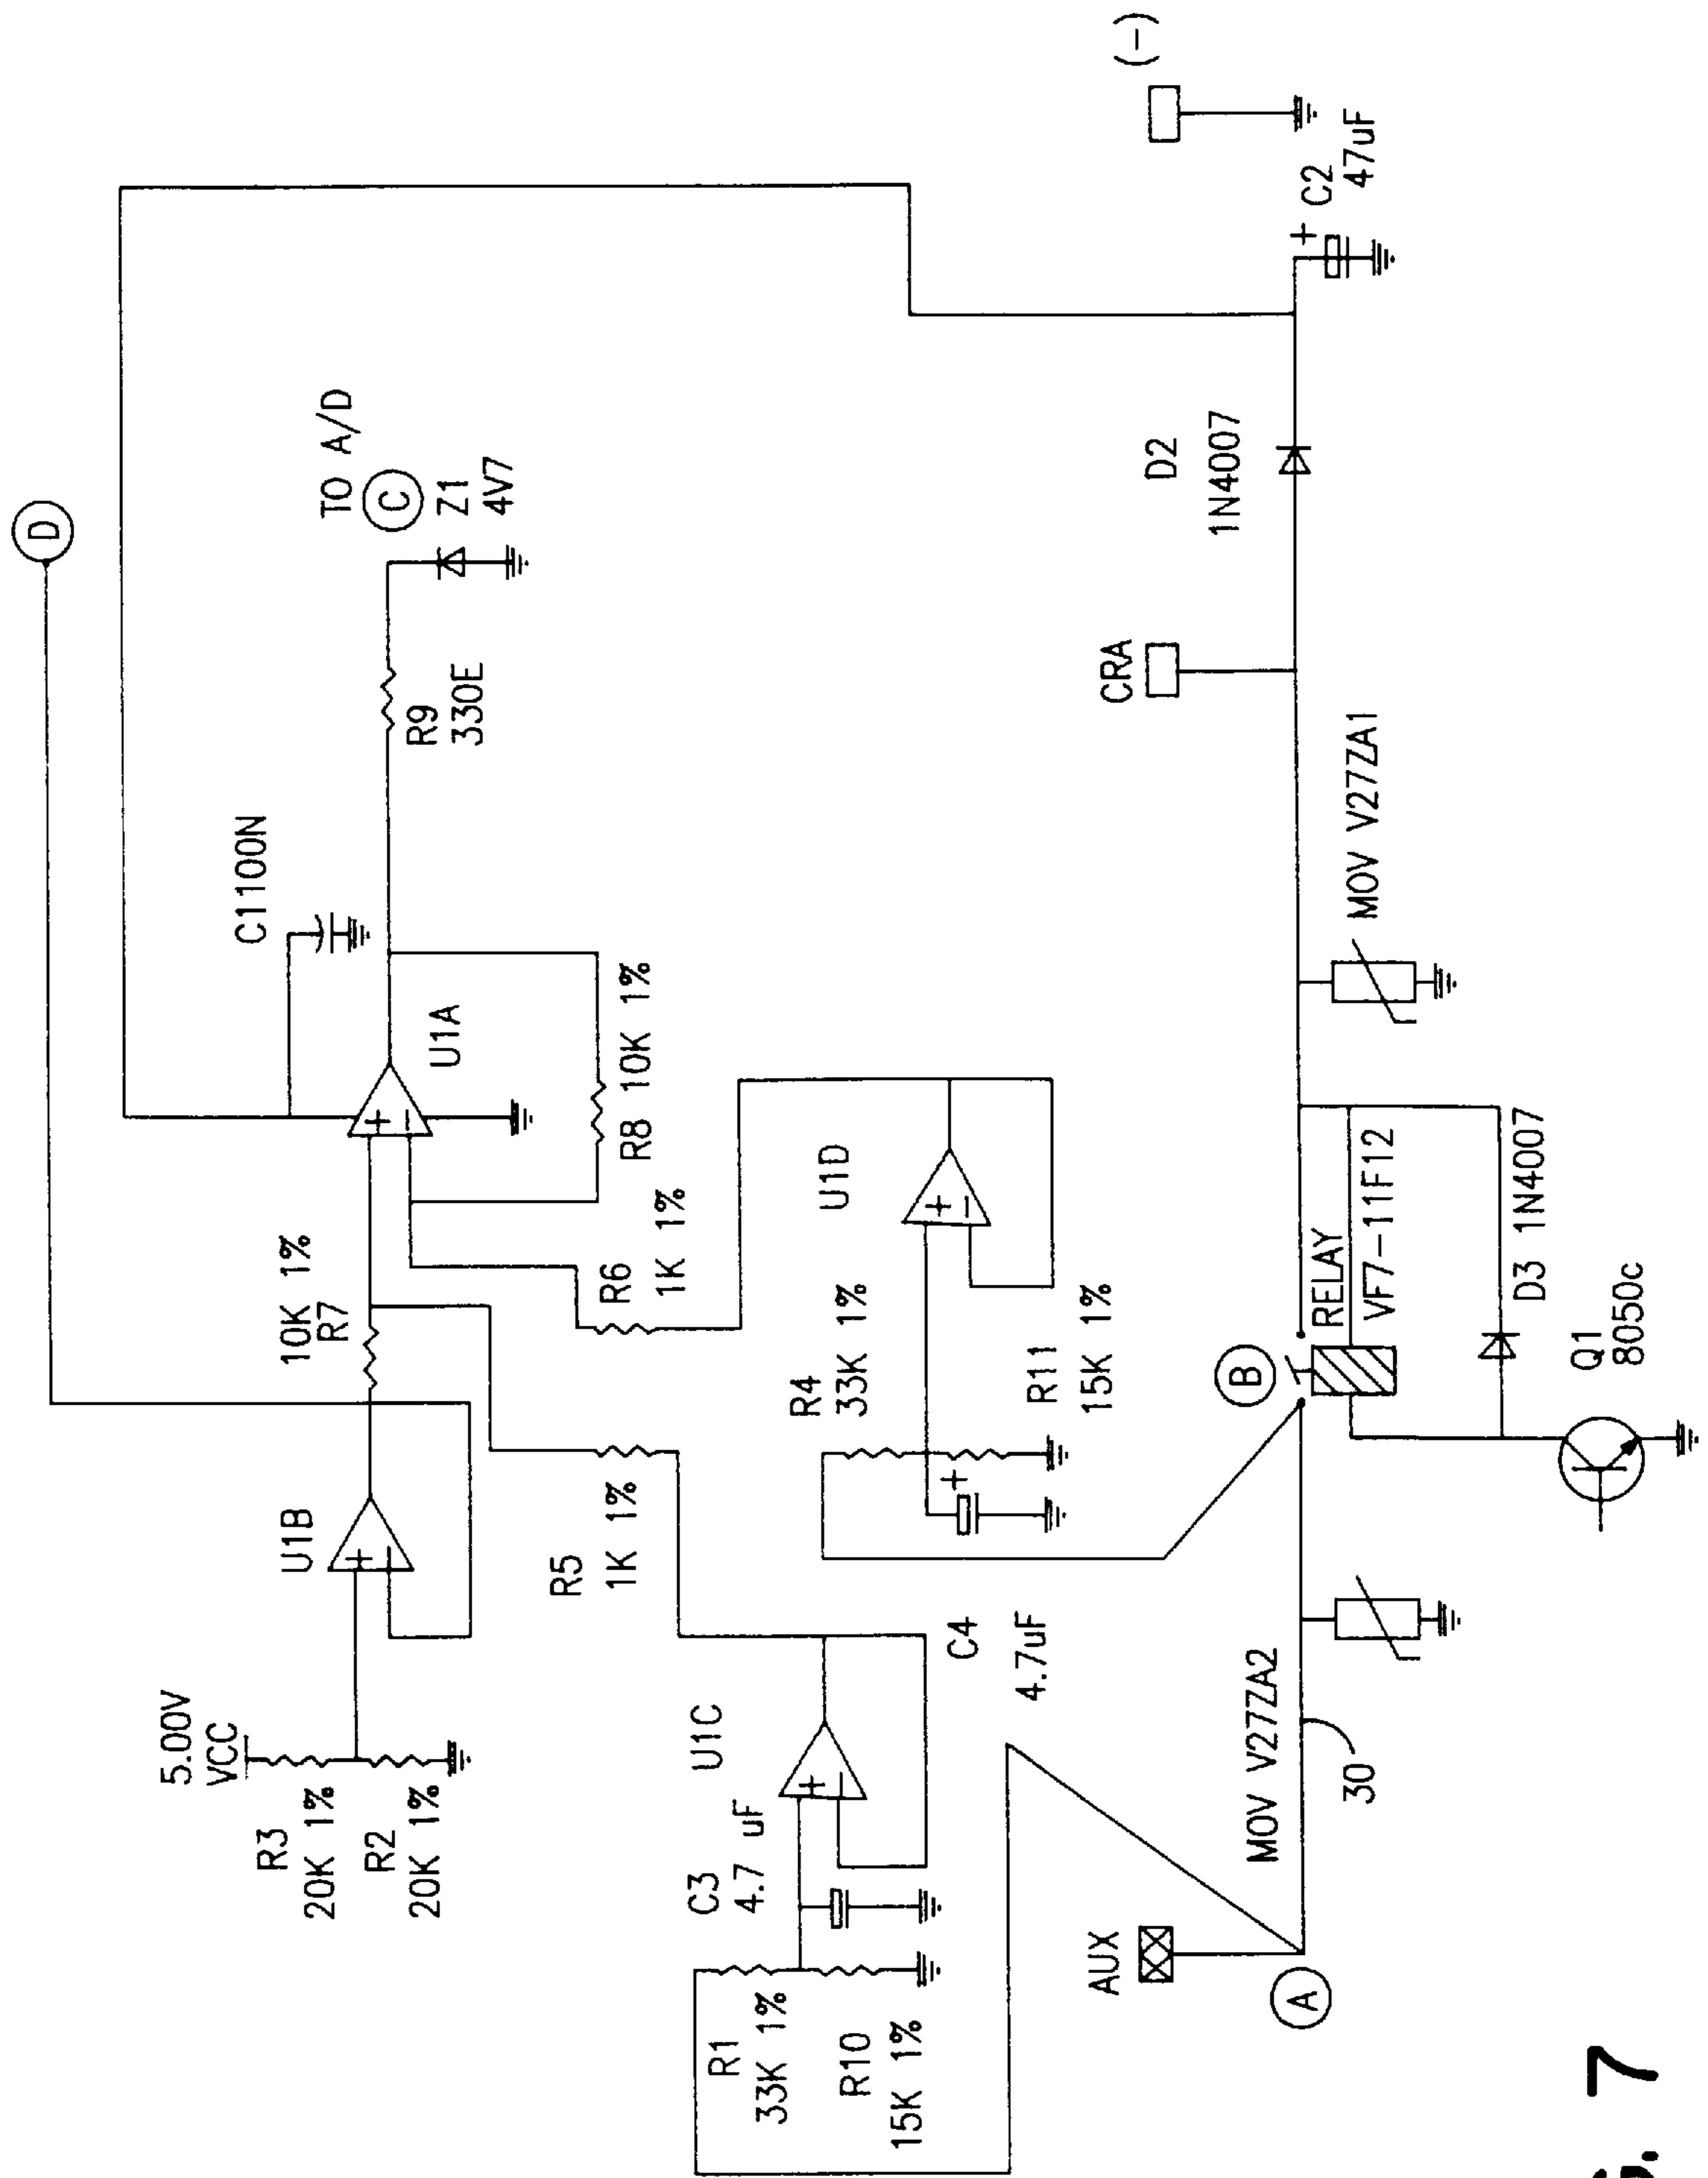 D
TO A/D
C
Z1
4V7
C1100N
R9
330E
U1A
R8 10K 1%
10K 1%
R7
+
-
U1B
+
-
5.00V
VCC
R3
20K 1%
R2
20K 1%
R5
1K 1%
R6
1K 1%
U1D
+
-
R4
33K 1%
+
R11
15K 1%
U1C
+
-
C3
4.7 uF
C4
4.7uF
R1
33K 1%
R10
15K 1%
AUX
A
MOV V27ZA2
30
B
RELAY
VF7-11F12
D3 1N4007
Q1
8050c
MOV V27ZA1
CRA
D2
1N4007
+
C2
47uF
(-)
G. 7